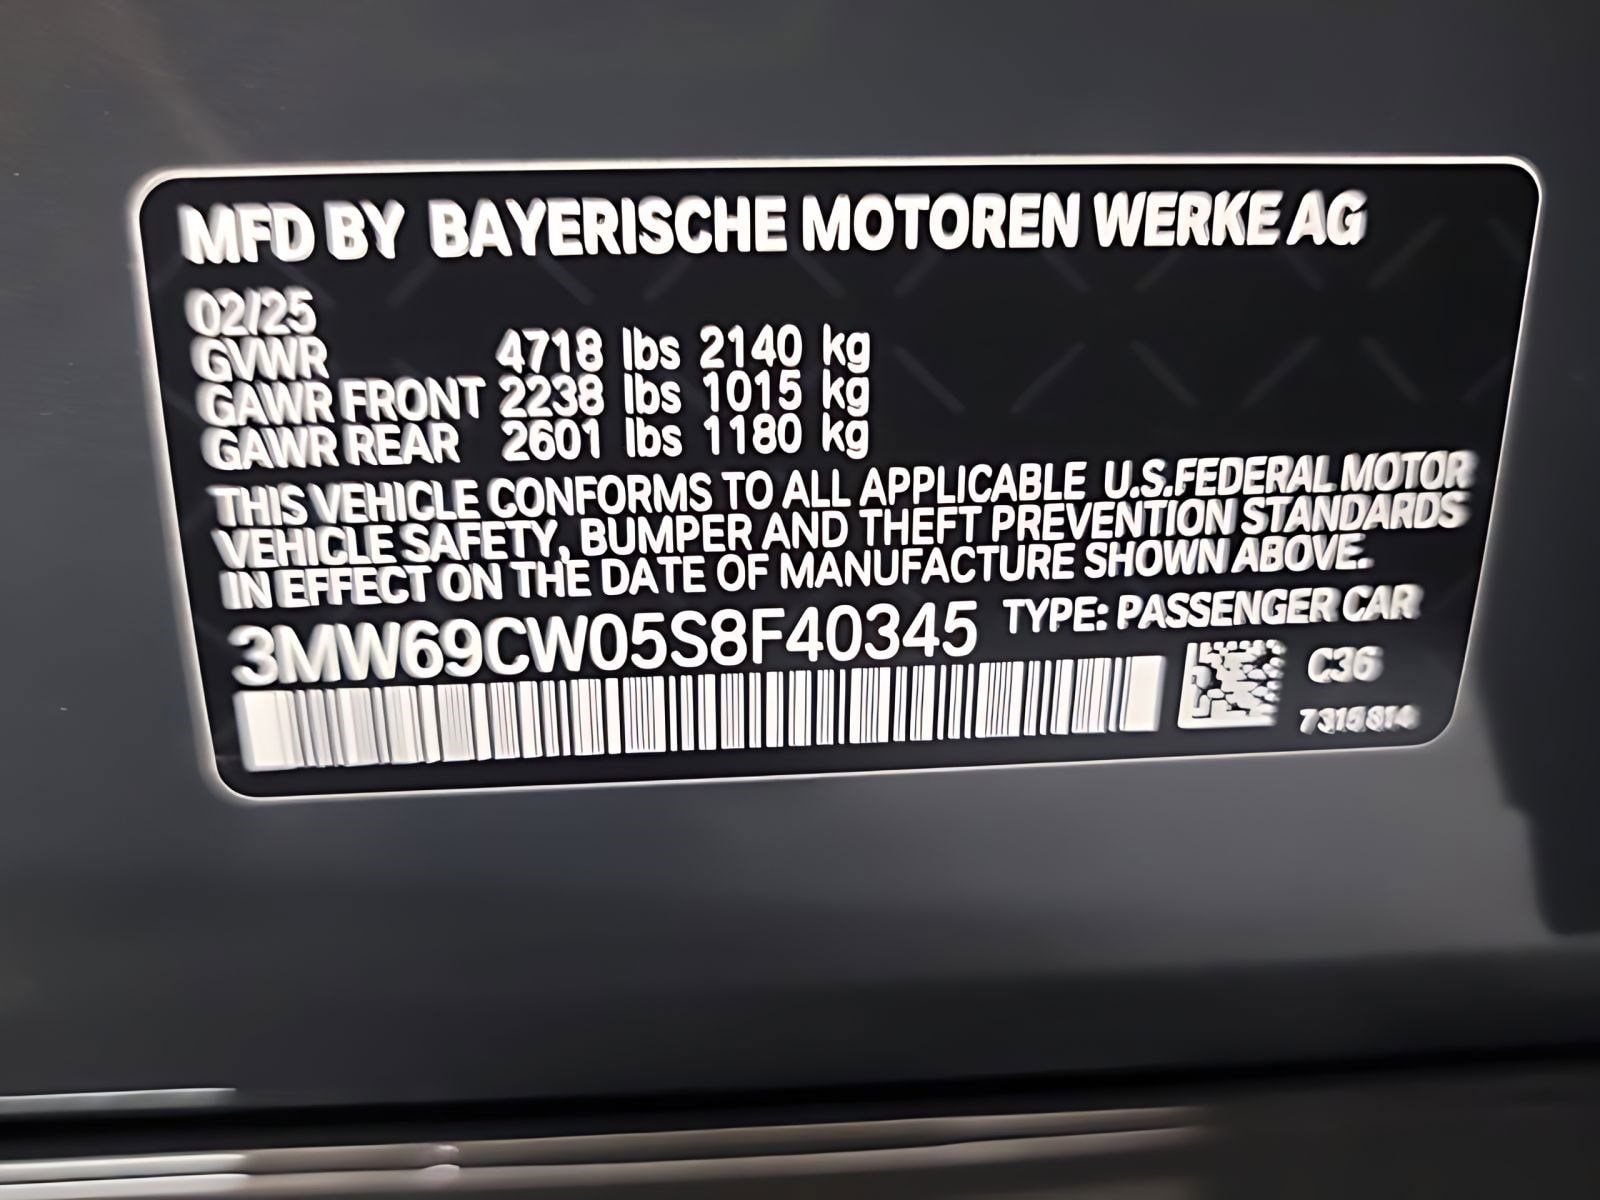 MFD BY BAYERISCHE MOTOREN WERKE AG
02/25
GVWR 4718 lbs 2140 kg
GAWR FRONT 2238 lbs 1015 kg
GAWR REAR 2601 lbs 1180 kg
THIS VEHICLE CONFORMS TO ALL APPLICABLE U.S.FEDERAL MOTOR
VEHICLE SAFETY, BUMPER AND THEFT PREVENTION STANDARDS
IN EFFECT ON THE DATE OF MANUFACTURE SHOWN ABOVE.
3MW69CW05S8F40345 TYPE: PASSENGER CAR
C36